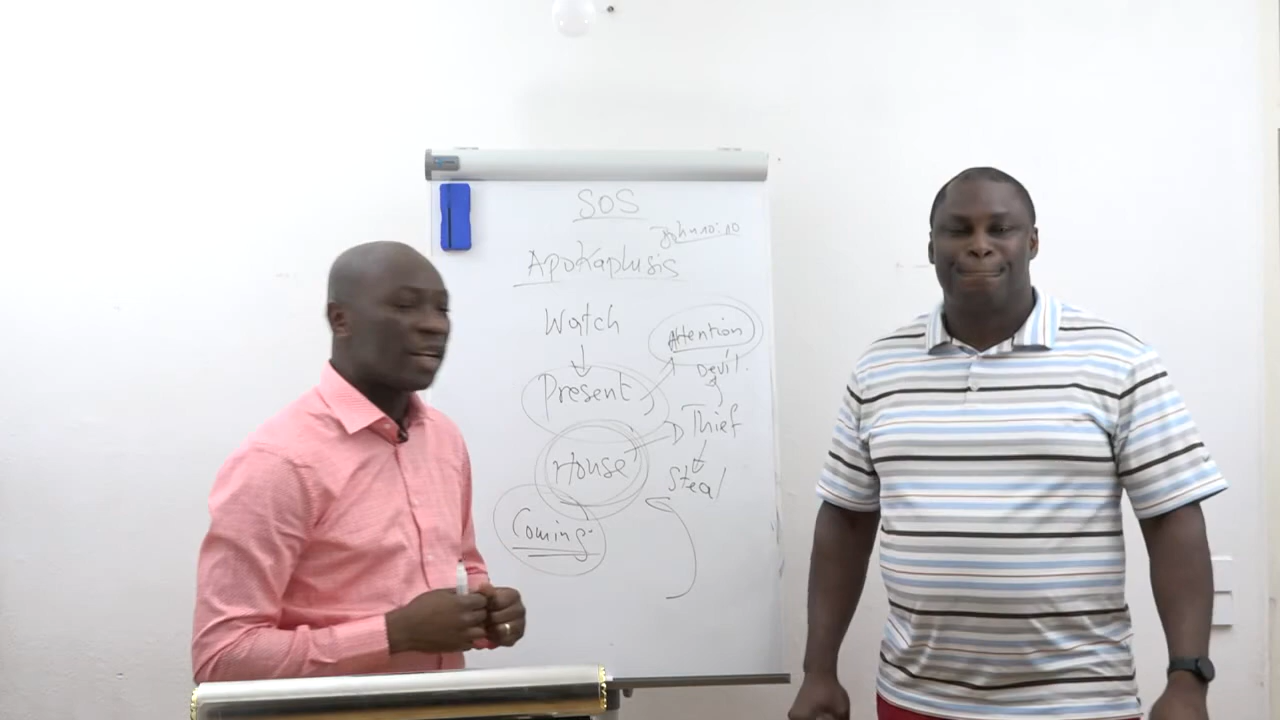 SOS
John 10:10
Apokaplusis
Watch
Attention
Devil.
Present
Thief
House
Steal
Coming.